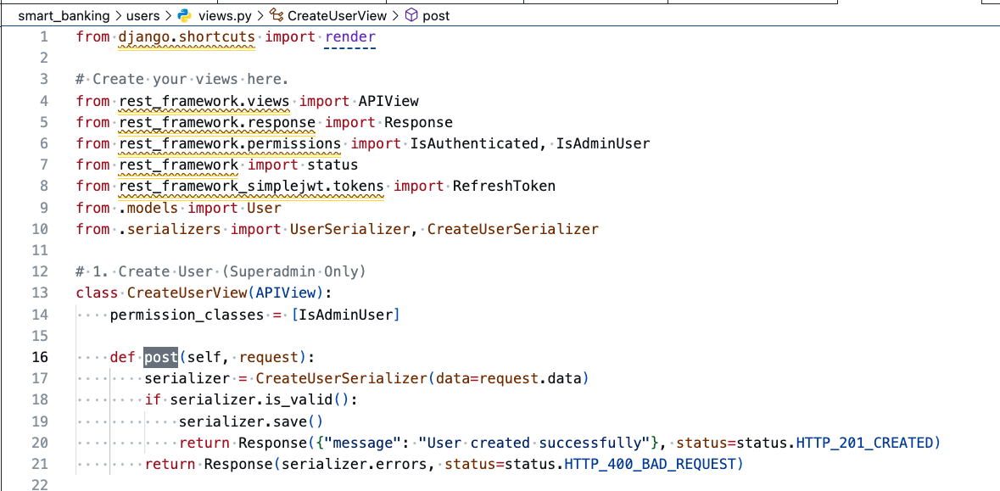 smart_banking > users > views.py > CreateUserView > post
1 from django.shortcuts import render
2
3 # Create your views here.
4 from rest_framework.views import APIView
5 from rest_framework.response import Response
6 from rest_framework.permissions import IsAuthenticated, IsAdminUser
7 from rest_framework import status
8 from rest_framework_simplejwt.tokens import RefreshToken
9 from .models import User
10 from .serializers import UserSerializer, CreateUserSerializer
11
12 # 1. Create User (Superadmin Only)
13 class CreateUserView(APIView):
14     permission_classes = [IsAdminUser]
15
16     def post(self, request):
17         serializer = CreateUserSerializer(data=request.data)
18         if serializer.is_valid():
19             serializer.save()
20             return Response({"message": "User created successfully"}, status=status.HTTP_201_CREATED)
21         return Response(serializer.errors, status=status.HTTP_400_BAD_REQUEST)
22